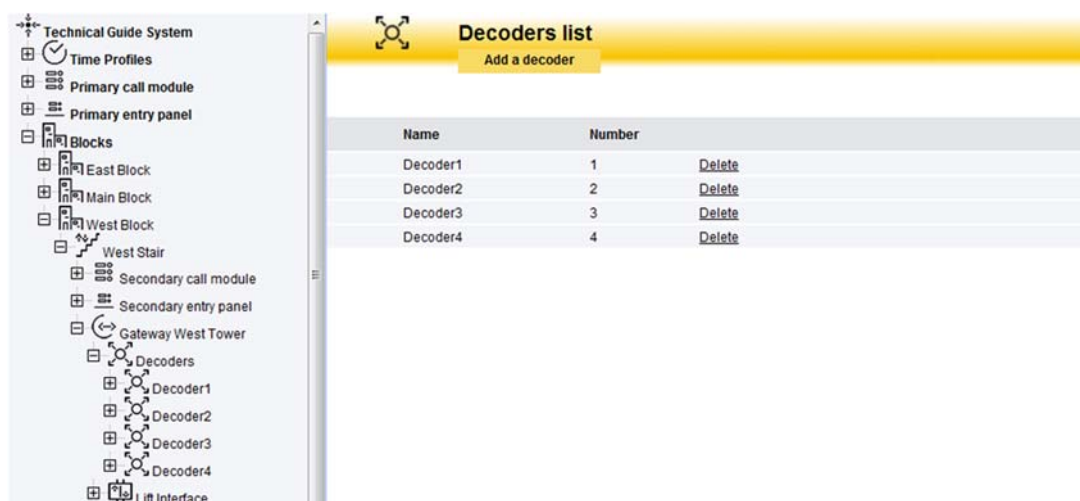 Technical Guide System
Time Profiles
Primary call module
Primary entry panel
Blocks
East Block
Main Block
West Block
West Stair
Secondary call module
Secondary entry panel
Gateway West Tower
Decoders
Decoder1
Decoder2
Decoder3
Decoder4
Lift Interface
Decoders list
Add a decoder
Name Number
Decoder1 1 Delete
Decoder2 2 Delete
Decoder3 3 Delete
Decoder4 4 Delete